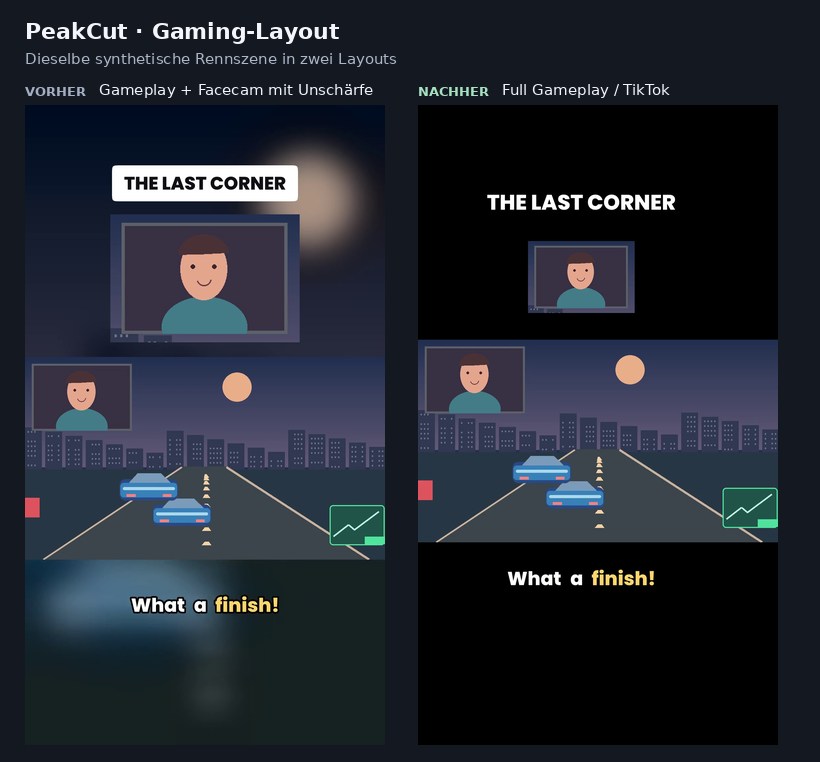 PeakCut · Gaming-Layout
Dieselbe synthetische Rennszene in zwei Layouts
VORHER Gameplay + Facecam mit Unschärfe
NACHHER Full Gameplay / TikTok
THE LAST CORNER
What a finish!
THE LAST CORNER
What a finish!